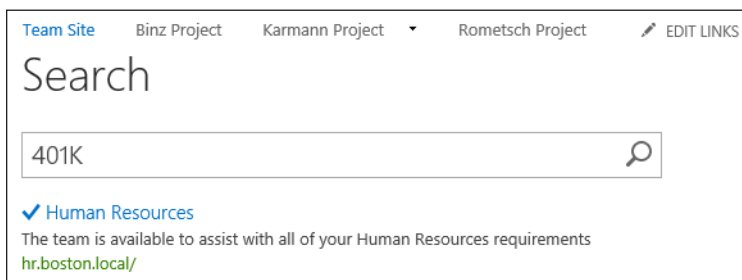 Team Site Binz Project Karmann Project Rometsch Project EDIT LINKS
Search
401K
Human Resources
The team is available to assist with all of your Human Resources requirements
hr.boston.local/